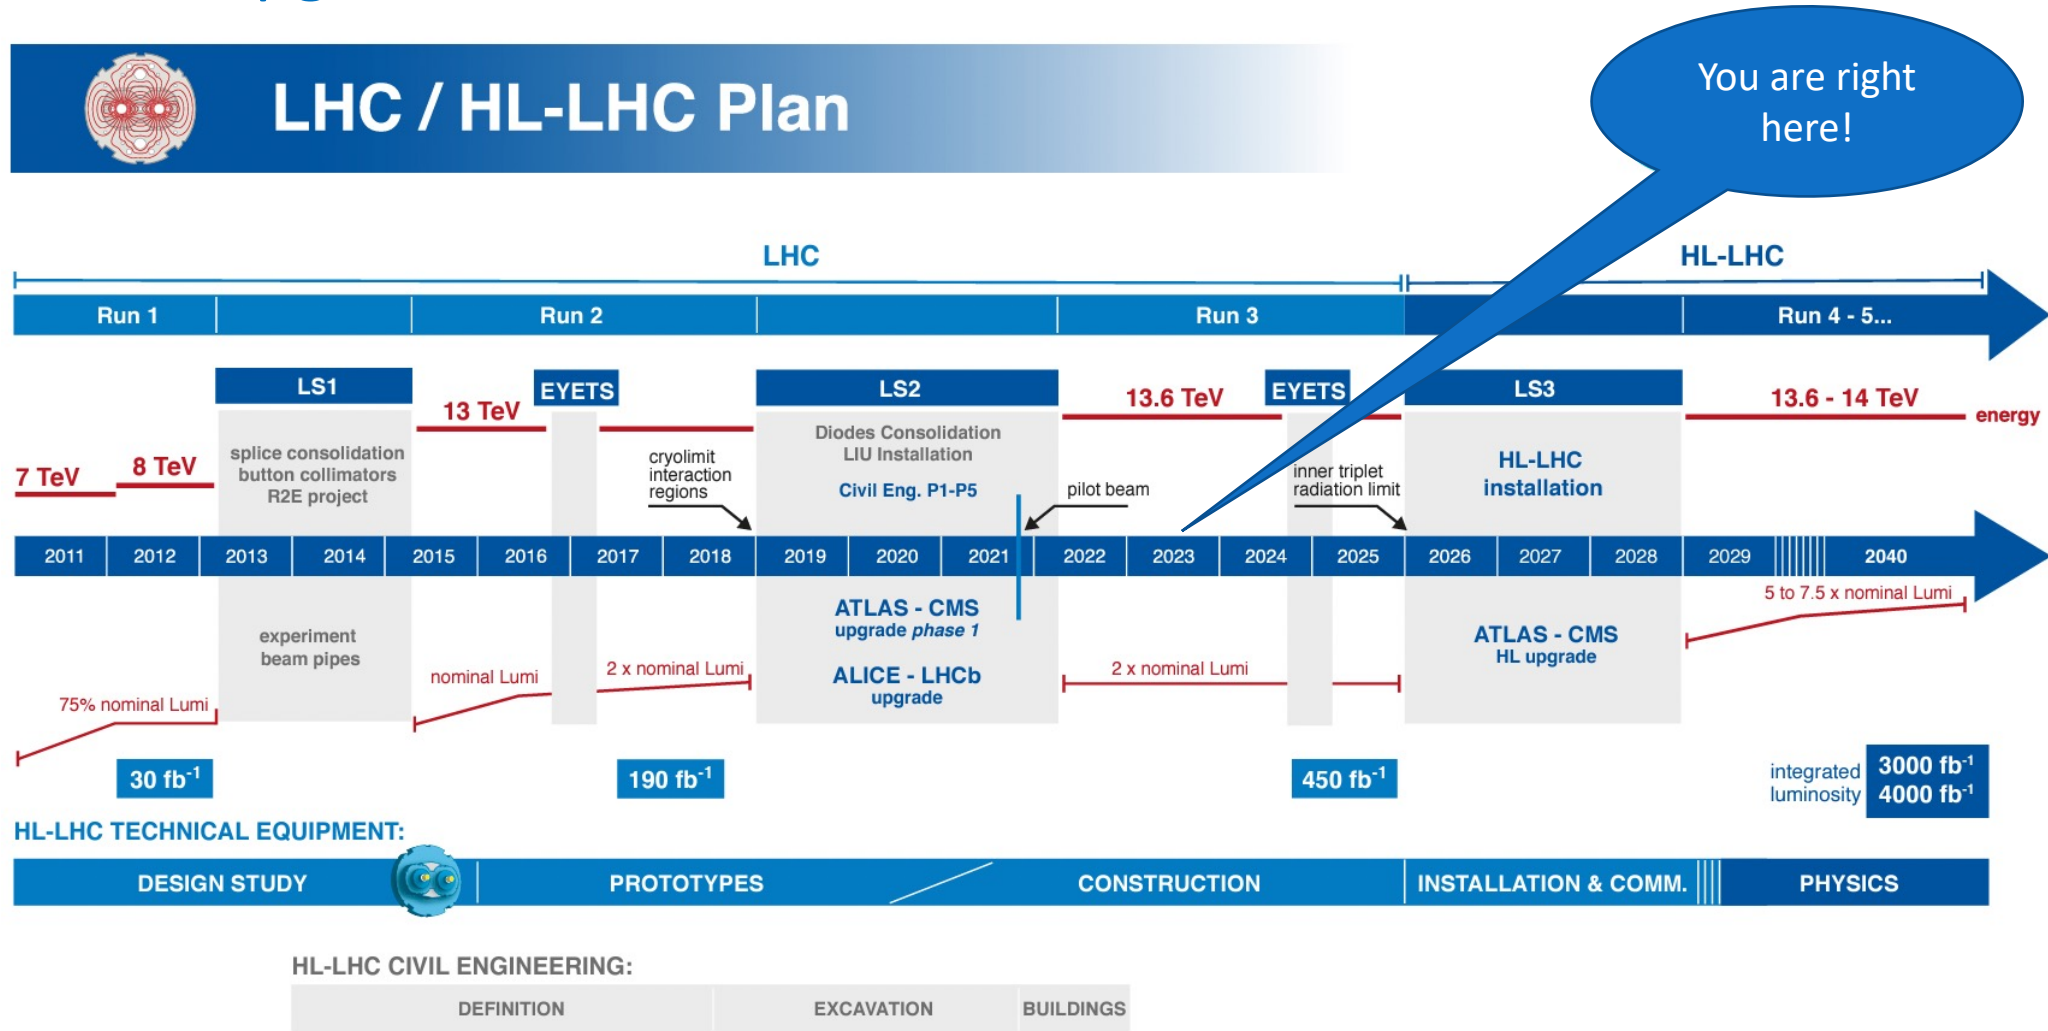 LHC / HL-LHC Plan
You are right
here!
LHC
HL-LHC
Run 1
Run 2
Run 3
Run 4 - 5...
LS1
EYETS
LS2
EYETS
LS3
13 TeV
13.6 TeV
13.6 - 14 TeV
energy
7 TeV
8 TeV
splice consolidation
button collimators
R2E project
cryolimit
interaction
regions
Diodes Consolidation
LIU Installation
Civil Eng. P1-P5
pilot beam
inner triplet
radiation limit
HL-LHC
installation
2011
2012
2013
2014
2015
2016
2017
2018
2019
2020
2021
2022
2023
2024
2025
2026
2027
2028
2029
2040
5 to 7.5 x nominal Lumi
experiment
beam pipes
ATLAS - CMS
upgrade phase 1
ALICE - LHCb
upgrade
ATLAS - CMS
HL upgrade
75% nominal Lumi
nominal Lumi
2 x nominal Lumi
2 x nominal Lumi
30 fb-1
190 fb-1
450 fb-1
integrated
luminosity
3000 fb-1
4000 fb-1
HL-LHC TECHNICAL EQUIPMENT:
DESIGN STUDY
PROTOTYPES
CONSTRUCTION
INSTALLATION & COMM.
PHYSICS
HL-LHC CIVIL ENGINEERING:
DEFINITION
EXCAVATION
BUILDINGS